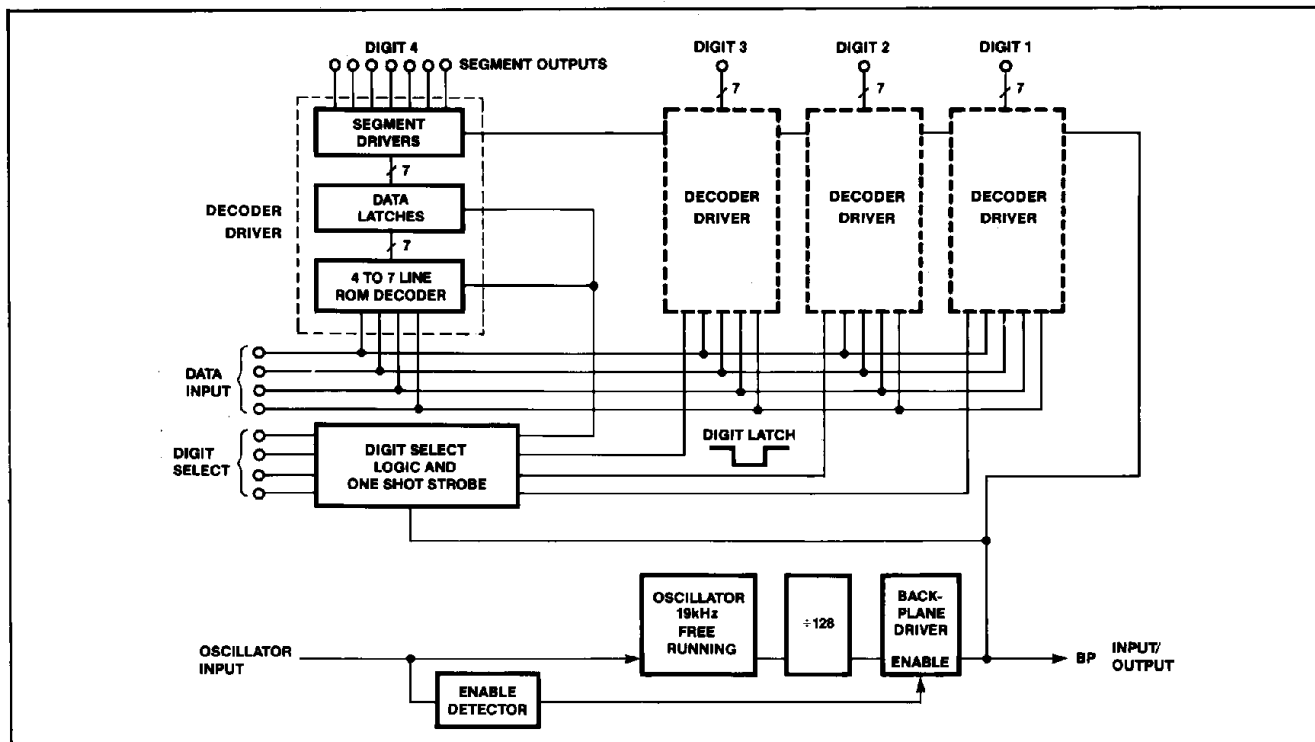 DIGIT 4
SEGMENT OUTPUTS
DIGIT 3
DIGIT 2
DIGIT 1
7
7
7
SEGMENT
DRIVERS
7
DATA
LATCHES
7
4 TO 7 LINE
ROM DECODER
DECODER
DRIVER
DECODER
DRIVER
DECODER
DRIVER
DECODER
DRIVER
DATA
INPUT
DIGIT
SELECT
DIGIT SELECT
LOGIC AND
ONE SHOT STROBE
DIGIT LATCH
OSCILLATOR
INPUT
ENABLE
DETECTOR
OSCILLATOR
19kHz
FREE
RUNNING
÷128
BACK-
PLANE
DRIVER
ENABLE
BP
INPUT/
OUTPUT